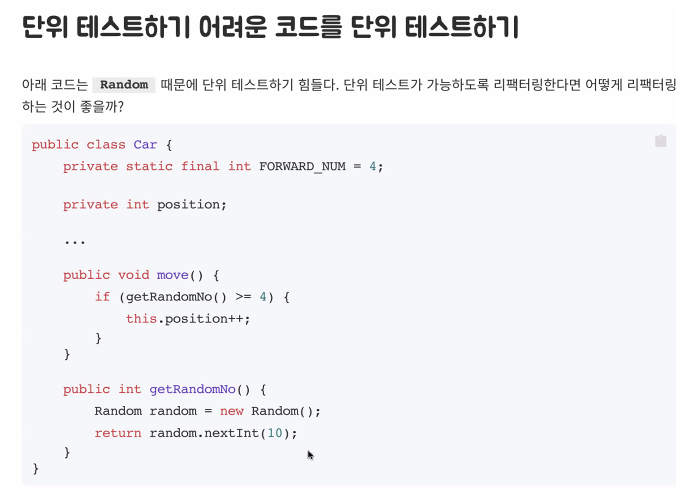 단위 테스트하기 어려운 코드를 단위 테스트하기
아래 코드는 Random 때문에 단위 테스트하기 힘들다. 단위 테스트가 가능하도록 리팩터링한다면 어떻게 리팩터링
하는 것이 좋을까?
public class Car {
    private static final int FORWARD_NUM = 4;
    private int position;
    ...
    public void move() {
        if (getRandomNo() >= 4) {
            this.position++;
        }
    }
    public int getRandomNo() {
        Random random = new Random();
        return random.nextInt(10);
    }
}